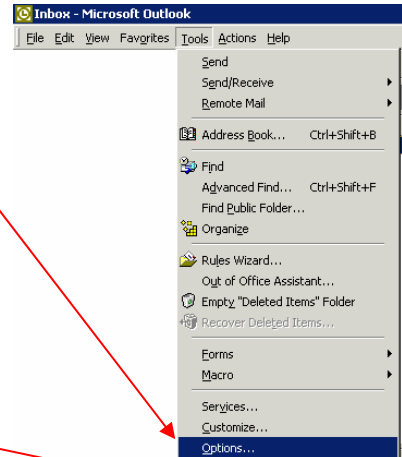 Inbox - Microsoft Outlook
File Edit View Favorites Tools Actions Help
Send
Send/Receive
Remote Mail
Address Book... Ctrl+Shift+B
Find
Advanced Find... Ctrl+Shift+F
Find Public Folder...
Organize
Rules Wizard...
Out of Office Assistant...
Empty "Deleted Items" Folder
Recover Deleted Items...
Forms
Macro
Services...
Customize...
Options...